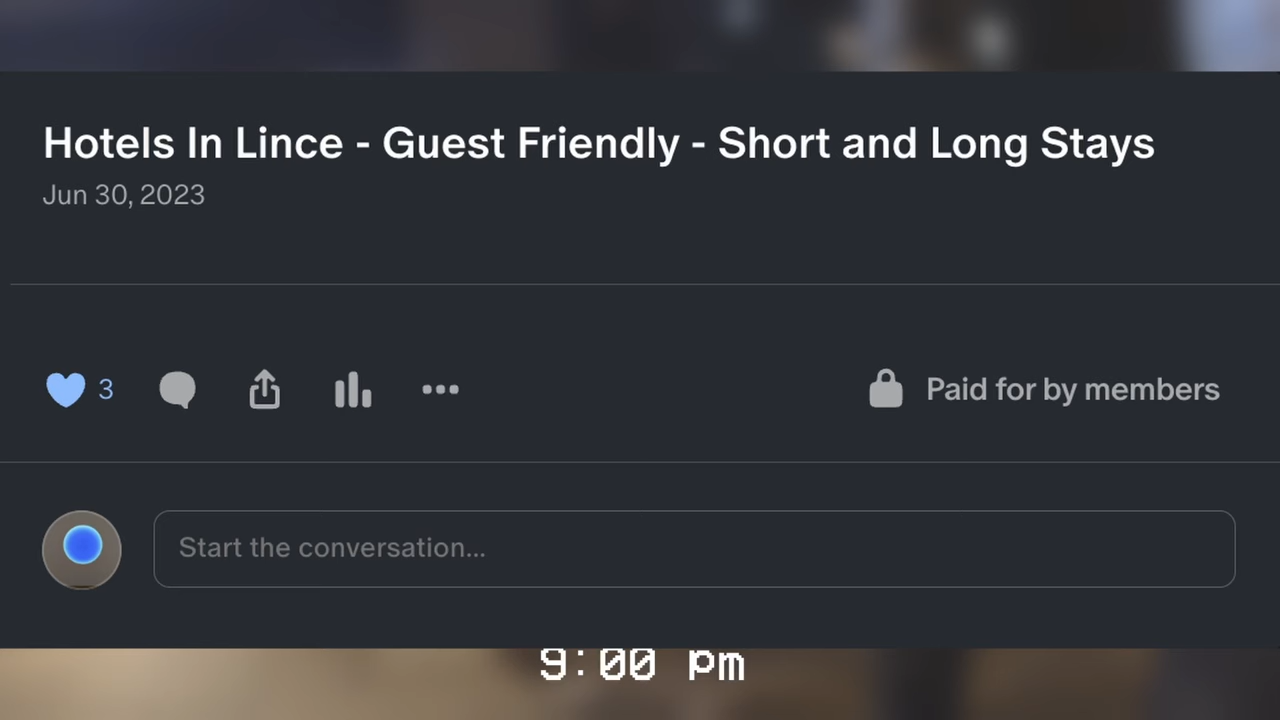 Hotels In Lince - Guest Friendly - Short and Long Stays
Jun 30, 2023
3
Paid for by members
Start the conversation...
9:00 pm